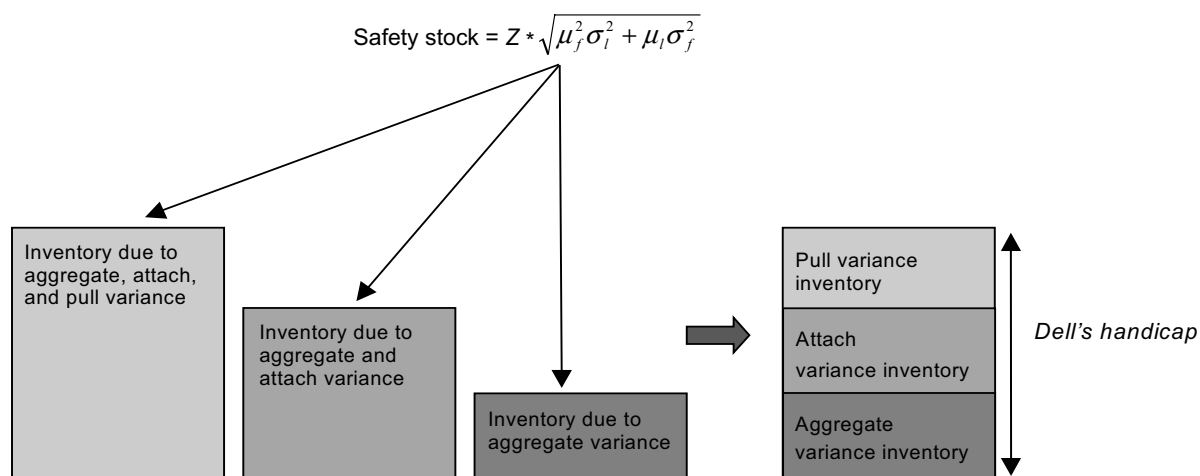 Safety stock = Z * √μ_f²σ_l² + μ_lσ_f²
Inventory due to
aggregate, attach,
and pull variance
Inventory due to
aggregate and
attach variance
Inventory due to
aggregate variance
Pull variance
inventory
Attach
variance inventory
Aggregate
variance inventory
Dell's handicap